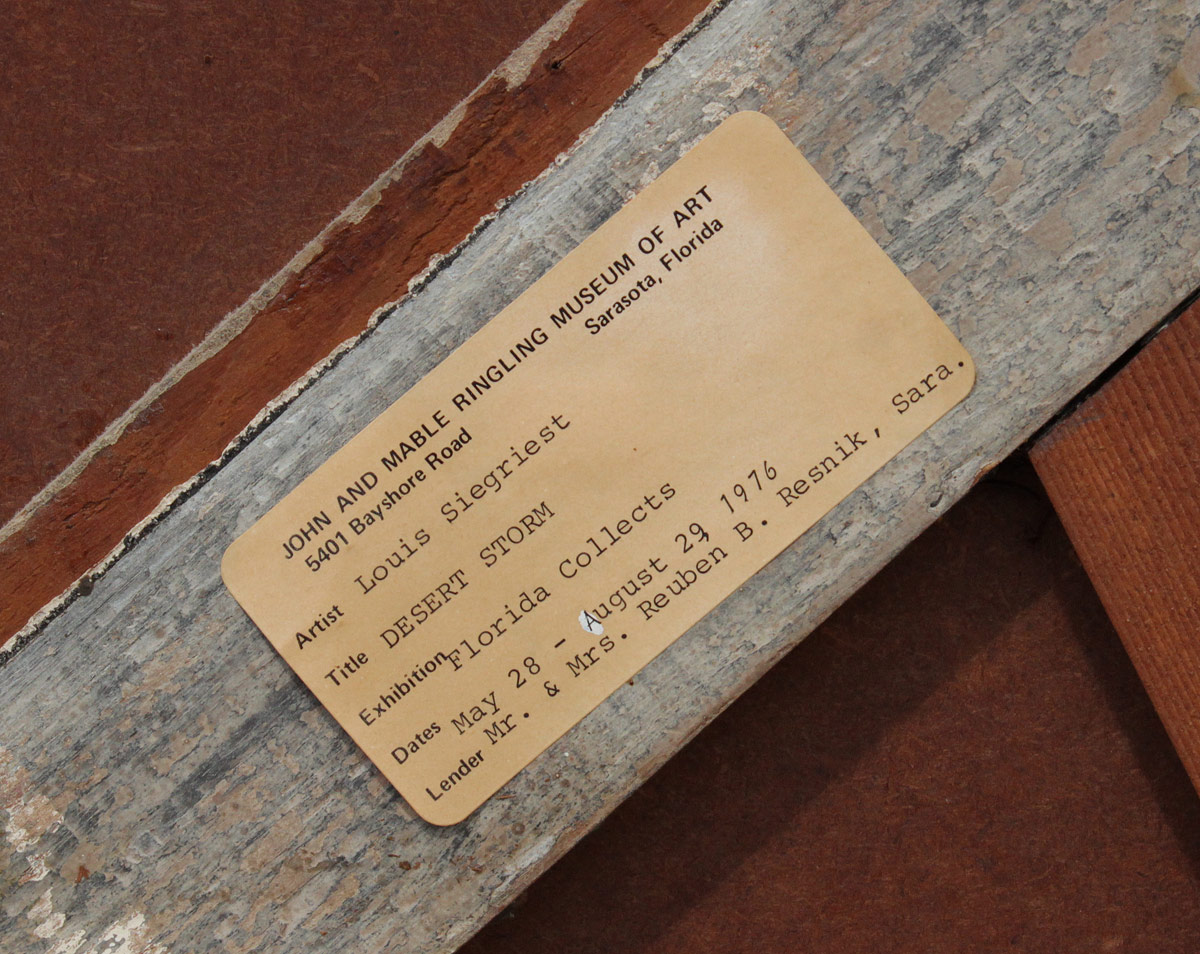 JOHN AND MABLE RINGLING MUSEUM OF ART
5401 Bayshore Road Sarasota, Florida
Artist Louis Siegriest
Title DESERT STORM
Exhibition Florida Collects
Dates May 28 - August 29, 1976
Lender Mr. & Mrs. Reuben B. Resnik, Sara.